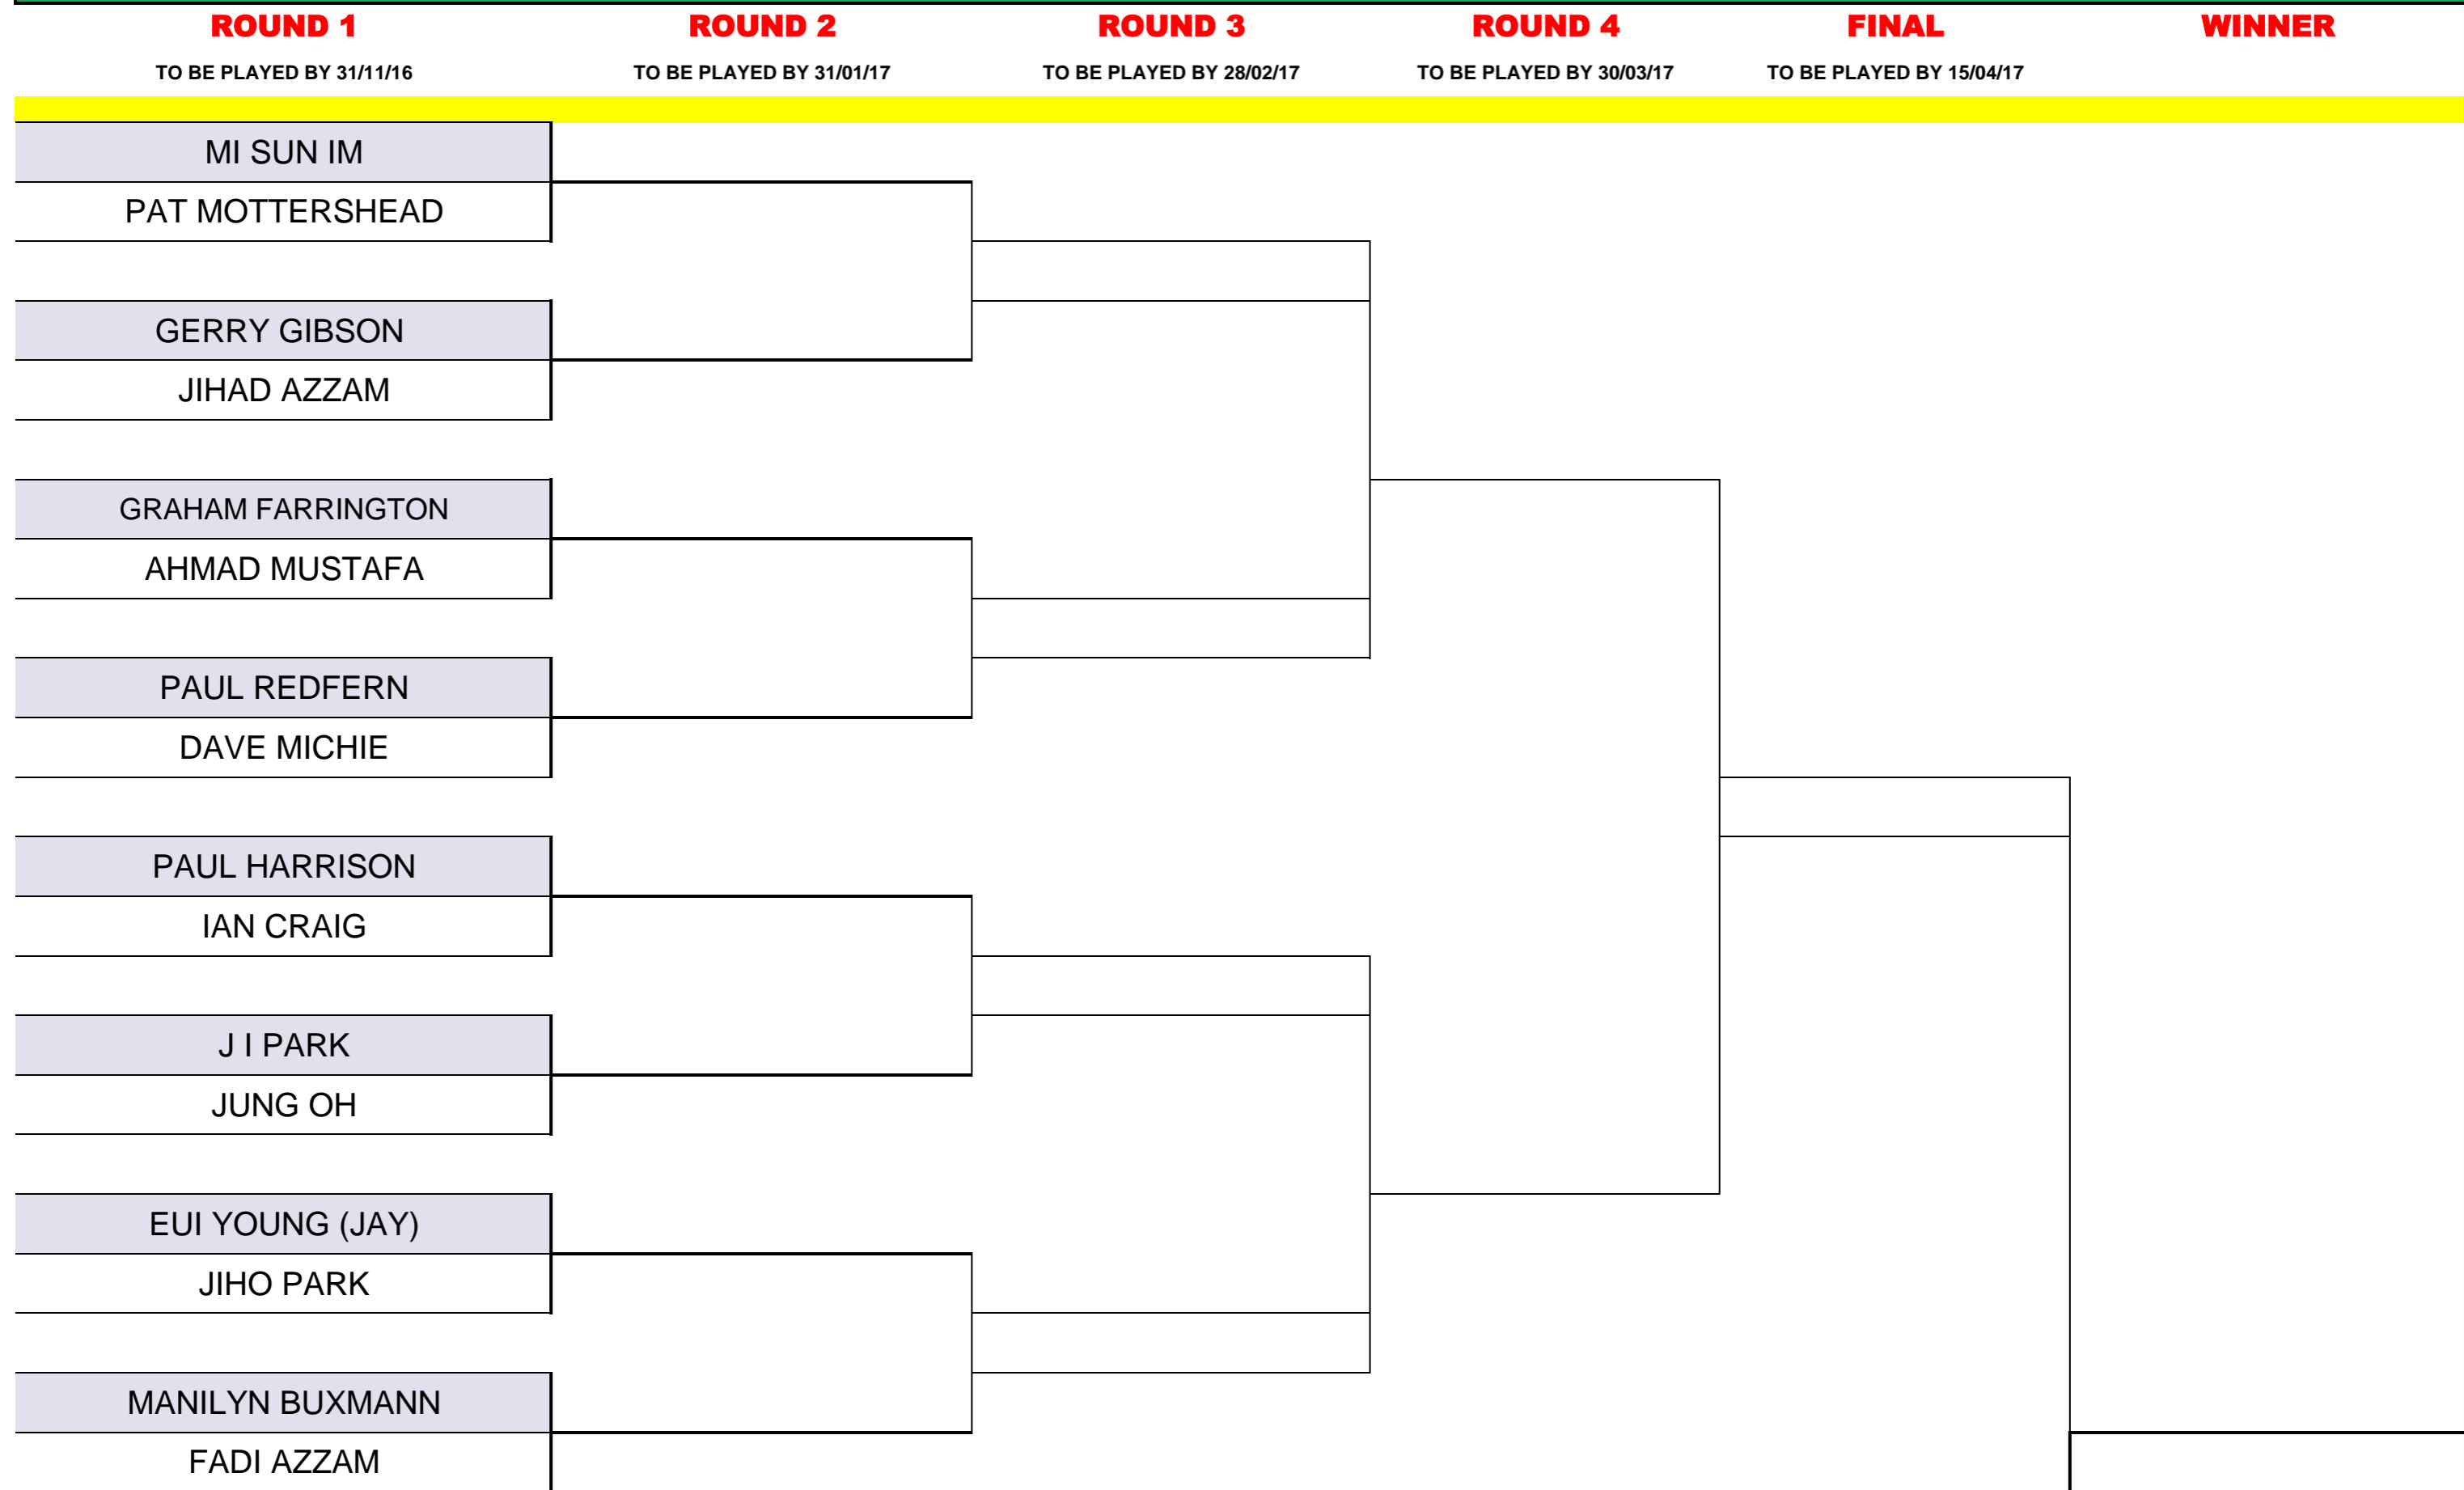 ROUND 1 ROUND 2 ROUND 3 ROUND 4 FINAL WINNER
TO BE PLAYED BY 31/11/16 TO BE PLAYED BY 31/01/17 TO BE PLAYED BY 28/02/17 TO BE PLAYED BY 30/03/17 TO BE PLAYED BY 15/04/17
MI SUN IM
PAT MOTTERSHEAD
GERRY GIBSON
JIHAD AZZAM
GRAHAM FARRINGTON
AHMAD MUSTAFA
PAUL REDFERN
DAVE MICHIE
PAUL HARRISON
IAN CRAIG
J I PARK
JUNG OH
EUI YOUNG (JAY)
JIHO PARK
MANILYN BUXMANN
FADI AZZAM